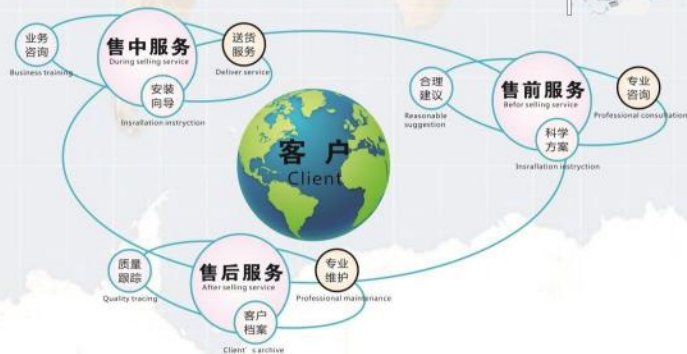 业务
咨询
Business training
售中服务
During selling service
送货
服务
Deliver service
安装
向导
Insrallation instryction
合理
建议
Reasonable
suggestion
售前服务
Befor selling service
专业
咨询
Professional consultation
科学
方案
Insrallation instryction
客 户
Client
质量
跟踪
Quality tracing
售后服务
After selling service
专业
维护
Professional maintenance
客户
档案
Client's archive